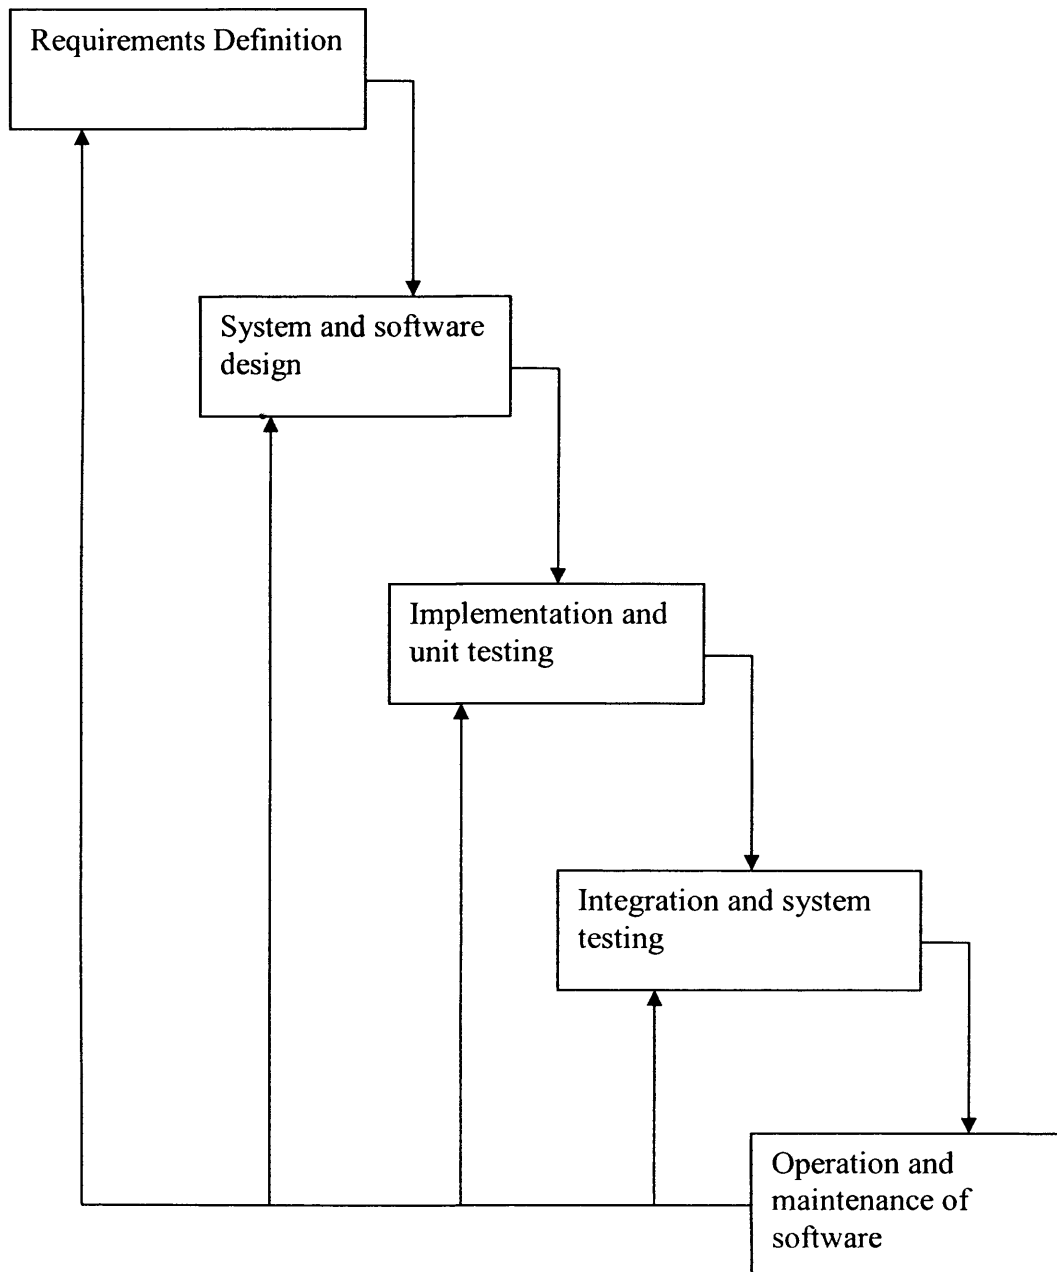 Requirements Definition
System and software
design
Implementation and
unit testing
Integration and system
testing
Operation and
maintenance of
software